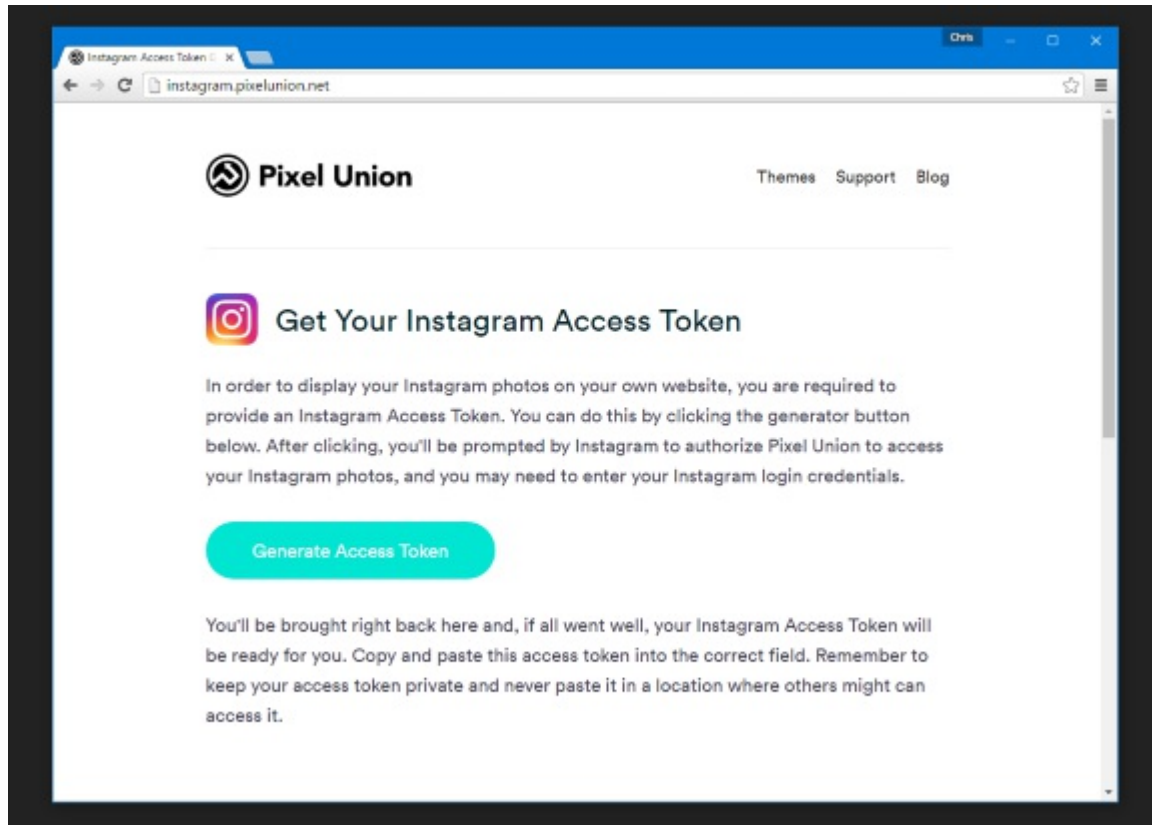 Chris
Instagram Access Token
instagram.pixelunion.net
Pixel Union
Themes Support Blog
Get Your Instagram Access Token
In order to display your Instagram photos on your own website, you are required to
provide an Instagram Access Token. You can do this by clicking the generator button
below. After clicking, you'll be prompted by Instagram to authorize Pixel Union to access
your Instagram photos, and you may need to enter your Instagram login credentials.
Generate Access Token
You'll be brought right back here and, if all went well, your Instagram Access Token will
be ready for you. Copy and paste this access token into the correct field. Remember to
keep your access token private and never paste it in a location where others might can
access it.